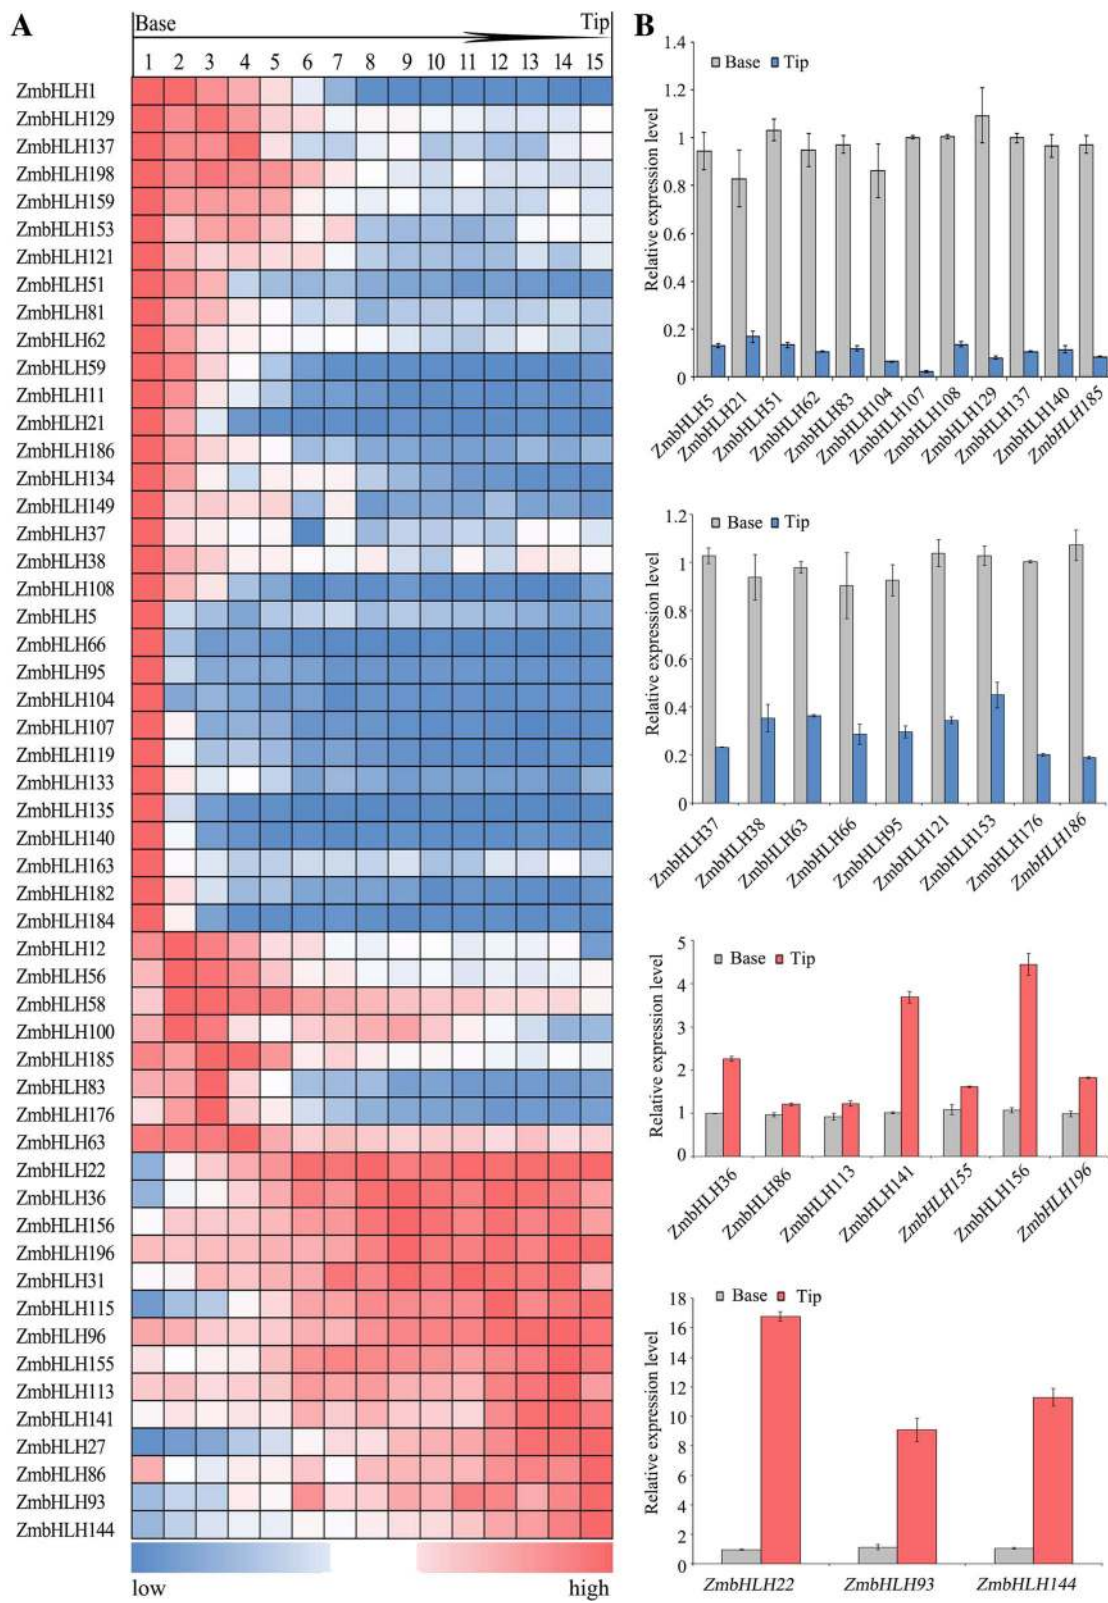 A
Base Tip
1 2 3 4 5 6 7 8 9 10 11 12 13 14 15
ZmbHLH1
ZmbHLH129
ZmbHLH137
ZmbHLH198
ZmbHLH159
ZmbHLH153
ZmbHLH121
ZmbHLH51
ZmbHLH81
ZmbHLH62
ZmbHLH59
ZmbHLH11
ZmbHLH21
ZmbHLH186
ZmbHLH134
ZmbHLH149
ZmbHLH37
ZmbHLH38
ZmbHLH108
ZmbHLH5
ZmbHLH66
ZmbHLH95
ZmbHLH104
ZmbHLH107
ZmbHLH119
ZmbHLH133
ZmbHLH135
ZmbHLH140
ZmbHLH163
ZmbHLH182
ZmbHLH184
ZmbHLH12
ZmbHLH56
ZmbHLH58
ZmbHLH100
ZmbHLH185
ZmbHLH83
ZmbHLH176
ZmbHLH63
ZmbHLH22
ZmbHLH36
ZmbHLH156
ZmbHLH196
ZmbHLH31
ZmbHLH115
ZmbHLH96
ZmbHLH155
ZmbHLH113
ZmbHLH141
ZmbHLH27
ZmbHLH86
ZmbHLH93
ZmbHLH144
low high
B
Relative expression level
1.4
1.2
1
0.8
0.6
0.4
0.2
0
Base Tip
ZmbHLH5 ZmbHLH21 ZmbHLH51 ZmbHLH62 ZmbHLH83 ZmbHLH104 ZmbHLH107 ZmbHLH108 ZmbHLH129 ZmbHLH137 ZmbHLH140 ZmbHLH185
Relative expression level
1.2
1
0.8
0.6
0.4
0.2
0
Base Tip
ZmbHLH37 ZmbHLH38 ZmbHLH63 ZmbHLH66 ZmbHLH95 ZmbHLH121 ZmbHLH153 ZmbHLH176 ZmbHLH186
Relative expression level
5
4
3
2
1
0
Base Tip
ZmbHLH36 ZmbHLH86 ZmbHLH113 ZmbHLH141 ZmbHLH155 ZmbHLH156 ZmbHLH196
Relative expression level
18
16
14
12
10
8
6
4
2
0
Base Tip
ZmbHLH22 ZmbHLH93 ZmbHLH144